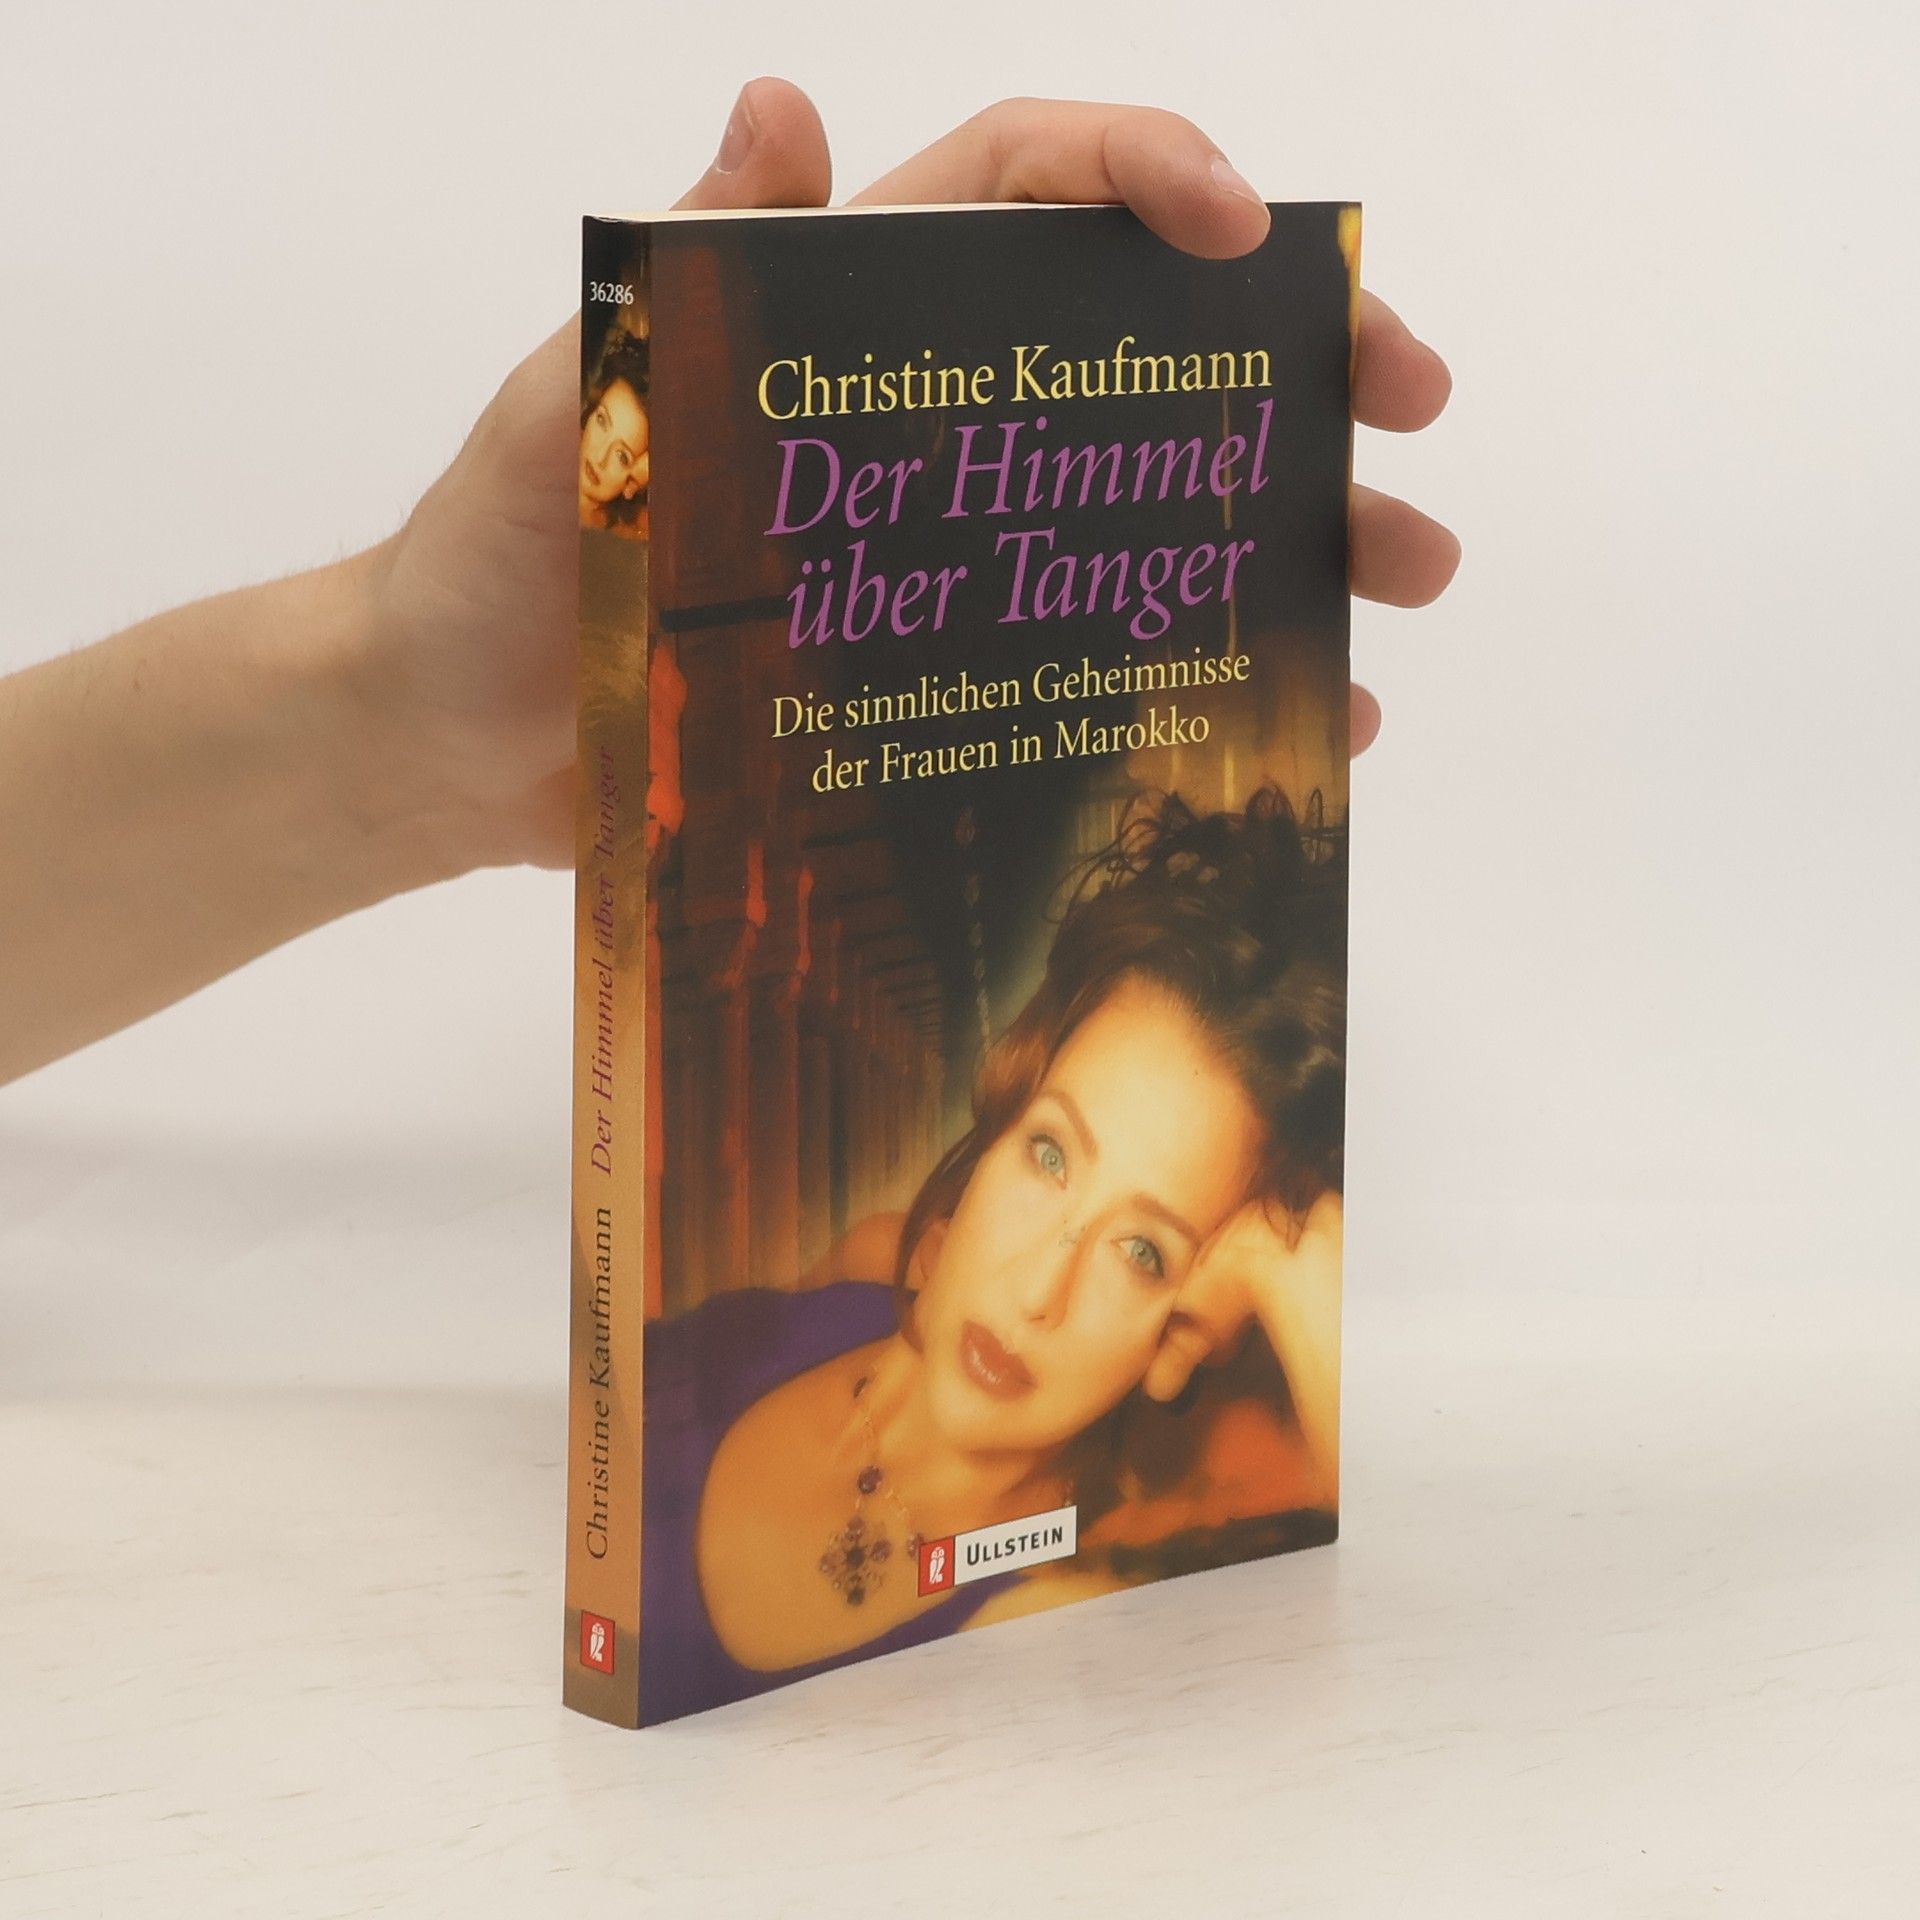 36286
Christine Kaufmann
Der Himmel
über Tanger
Die sinnlichen Geheimnisse
der Frauen in Marokko
ULLSTEIN
Christine Kaufmann Der Himmel über Tanger